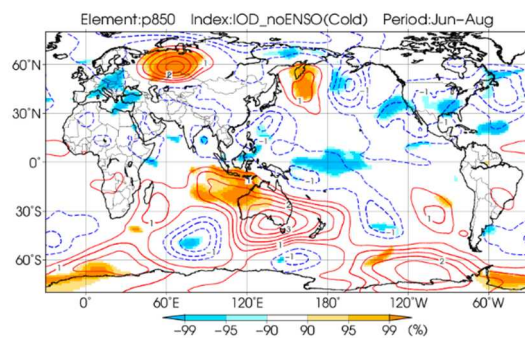 Element:p850 Index:IOD_noENSO(Cold) Period:Jun-Aug
60°N
30°N
0°
30°S
60°S
0° 60°E 120°E 180° 120°W 60°W
-99 -95 -90 90 95 99 (%)